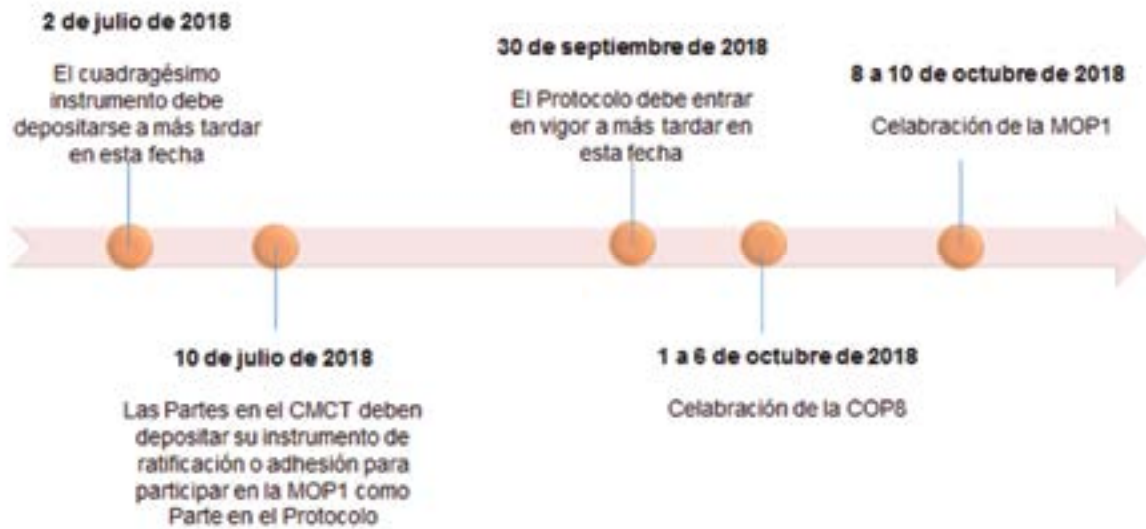 2 de julio de 2018
El cuadragésimo
instrumento debe
depositarse a más tardar
en esta fecha
30 de septiembre de 2018
El Protocolo debe entrar
en vigor a más tardar en
esta fecha
8 a 10 de octubre de 2018
Celabración de la MOP1
10 de julio de 2018
Las Partes en el CMCT deben
depositar su instrumento de
ratificación o adhesión para
participar en la MOP1 como
Parte en el Protocolo
1 a 6 de octubre de 2018
Celabración de la COP8